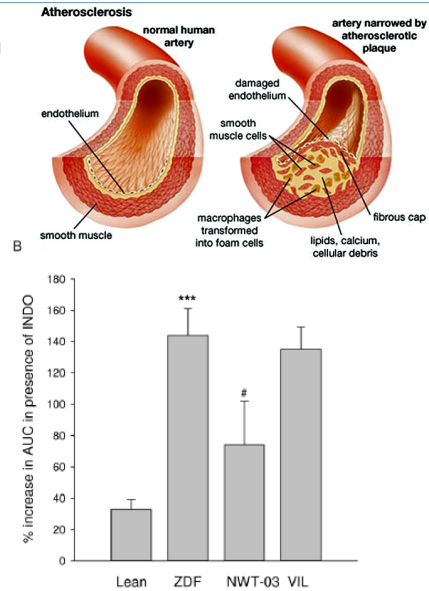 Atherosclerosis
normal human
artery
artery narrowed by
atherosclerotic
plaque
endothelium
smooth muscle
damaged
endothelium
smooth
muscle cells
macrophages
transformed
into foam cells
fibrous cap
lipids, calcium,
cellular debris
B
% increase in AUC in presence of INDO
180
160
140
120
100
80
60
40
20
0
***
#
Lean ZDF NWT-03 VIL